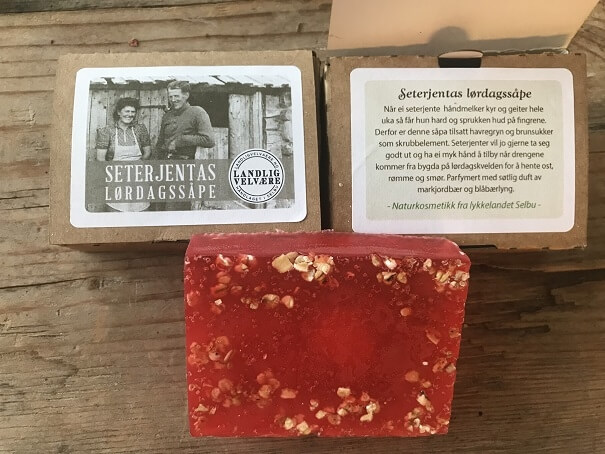 SETERJENTAS
LØRDAGSSÅPE
LANDLIG
VELVÆRE
Seterjentas lørdagssåpe
Når ei seterjente håndmelker kyr og geiter hele
uka så får hun hard og sprukken hud på fingrene.
Derfor er denne såpa tilsatt havregryn og brunsukker
som skrubbelement. Seterjenter vil jo gjerne ta seg
godt ut og ha ei myk hånd å tilby når drengene
kommer fra bygda på lørdagskvelden for å hente ost,
rømme og smør. Parfymert med søtlig duft av
markjordbær og blåbærlyng.
- Naturkosmetikk fra lykkelandet Selbu -